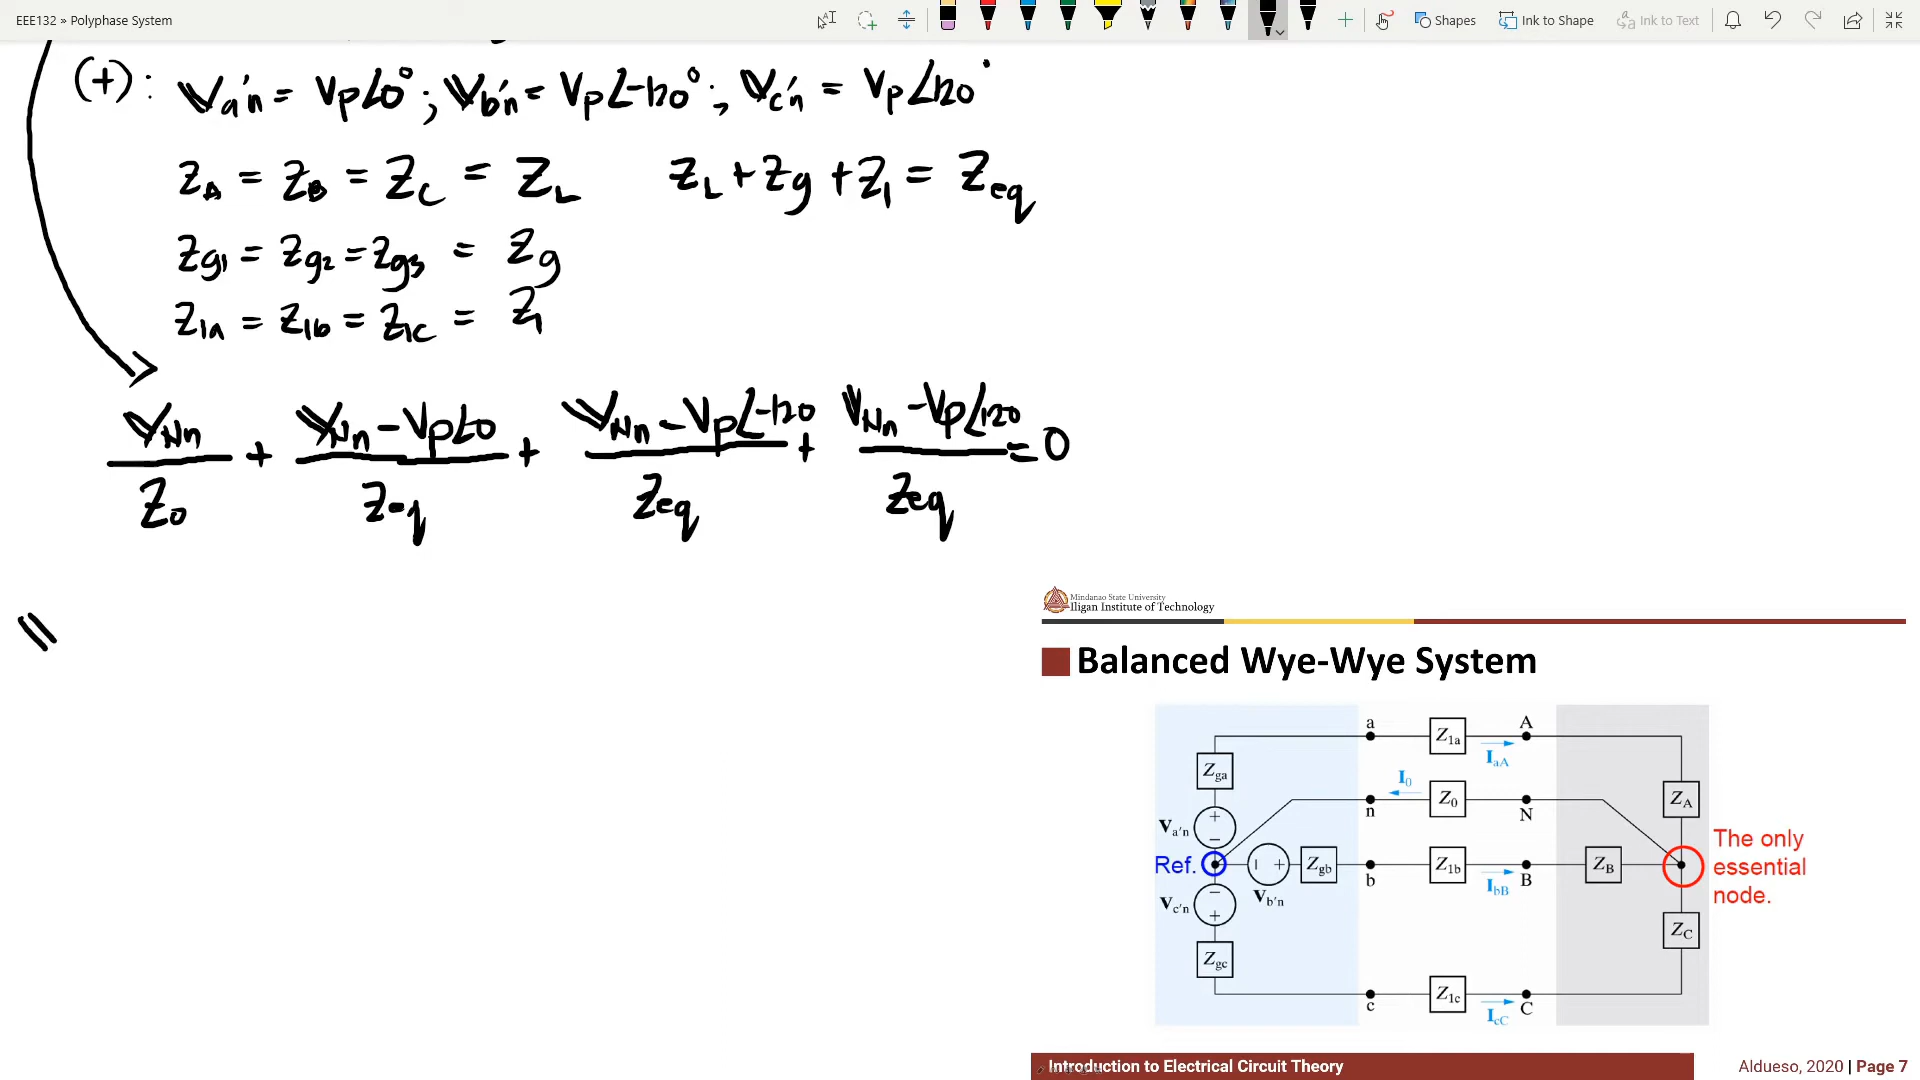 EEE132 » Polyphase System
Shapes
Ink to Shape
Ink to Text
(+): Va'n = Vp∠0°; Vb'n = Vp∠-120°; Vc'n = Vp∠120°
ZA = ZB = ZC = ZL ZL + Zg + Z1 = Zeq
Zg1 = Zg2 = Zg3 = Zg
Z1a = Z1b = Z1c = Z1
VNn/Z0 + (VNn - Vp∠0)/Zeq + (VNn - Vp∠-120)/Zeq + (VNn - Vp∠120)/Zeq = 0
Mindanao State University
Iligan Institute of Technology
Balanced Wye-Wye System
a Z1a A
IaA
Zga
I0
Z0
ZA
n N
Va'n
The only
essential
node.
Ref.
Zgb
Z1b
ZB
b B
IbB
Vb'n
Vc'n
ZC
Zgc
Z1c
c C
IcC
Introduction to Electrical Circuit Theory
Aldueso, 2020 | Page 7